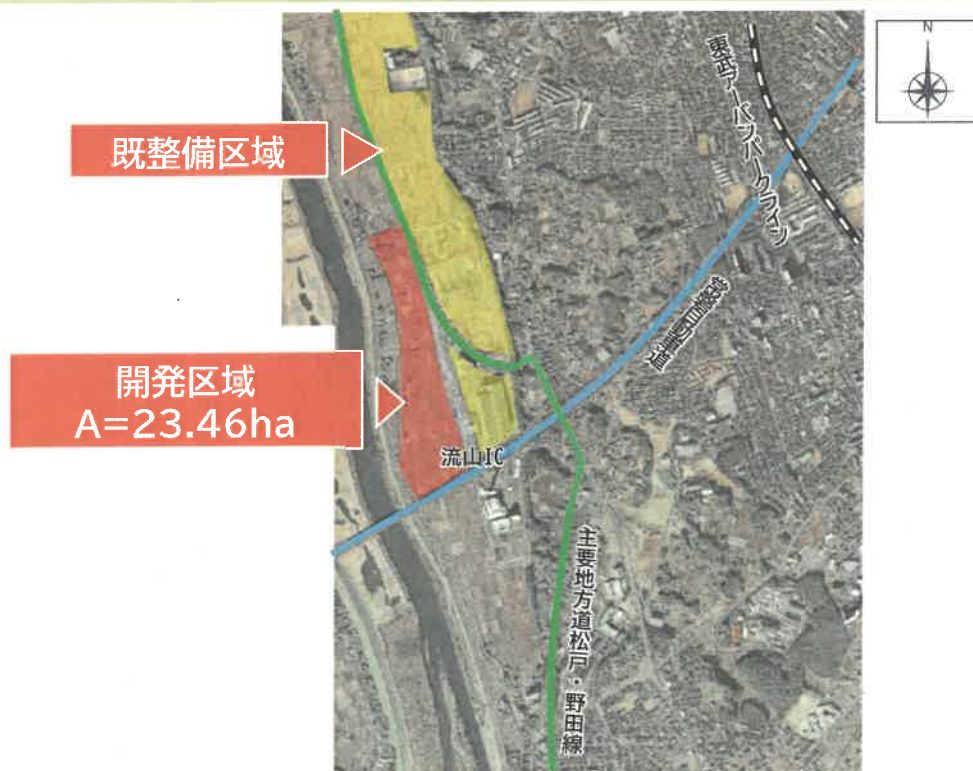 N
東武アーバンパークライン
既整備区域
常磐自動車道
開発区域
A=23.46ha
流山IC
主要地方道松戸・野田線